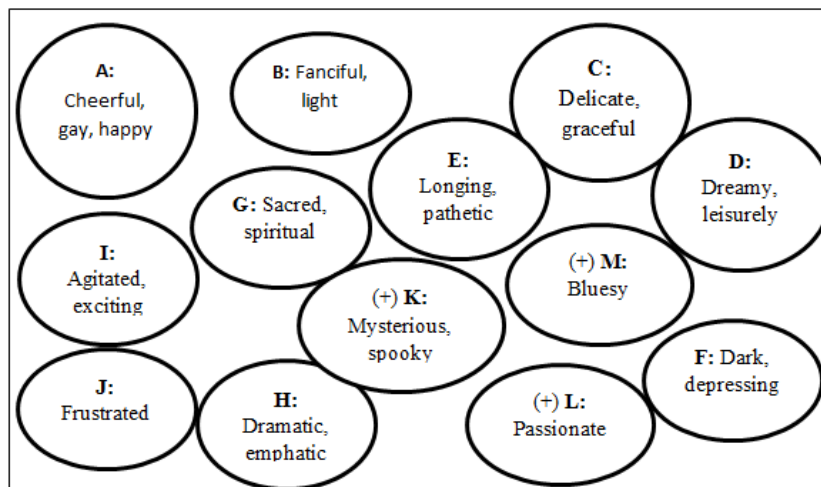 A:
Cheerful,
gay, happy
B: Fanciful,
light
C:
Delicate,
graceful
D:
Dreamy,
leisurely
E:
Longing,
pathetic
G: Sacred,
spiritual
I:
Agitated,
exciting
(+) K:
Mysterious,
spooky
(+) M:
Bluesy
F: Dark,
depressing
J:
Frustrated
H:
Dramatic,
emphatic
(+) L:
Passionate